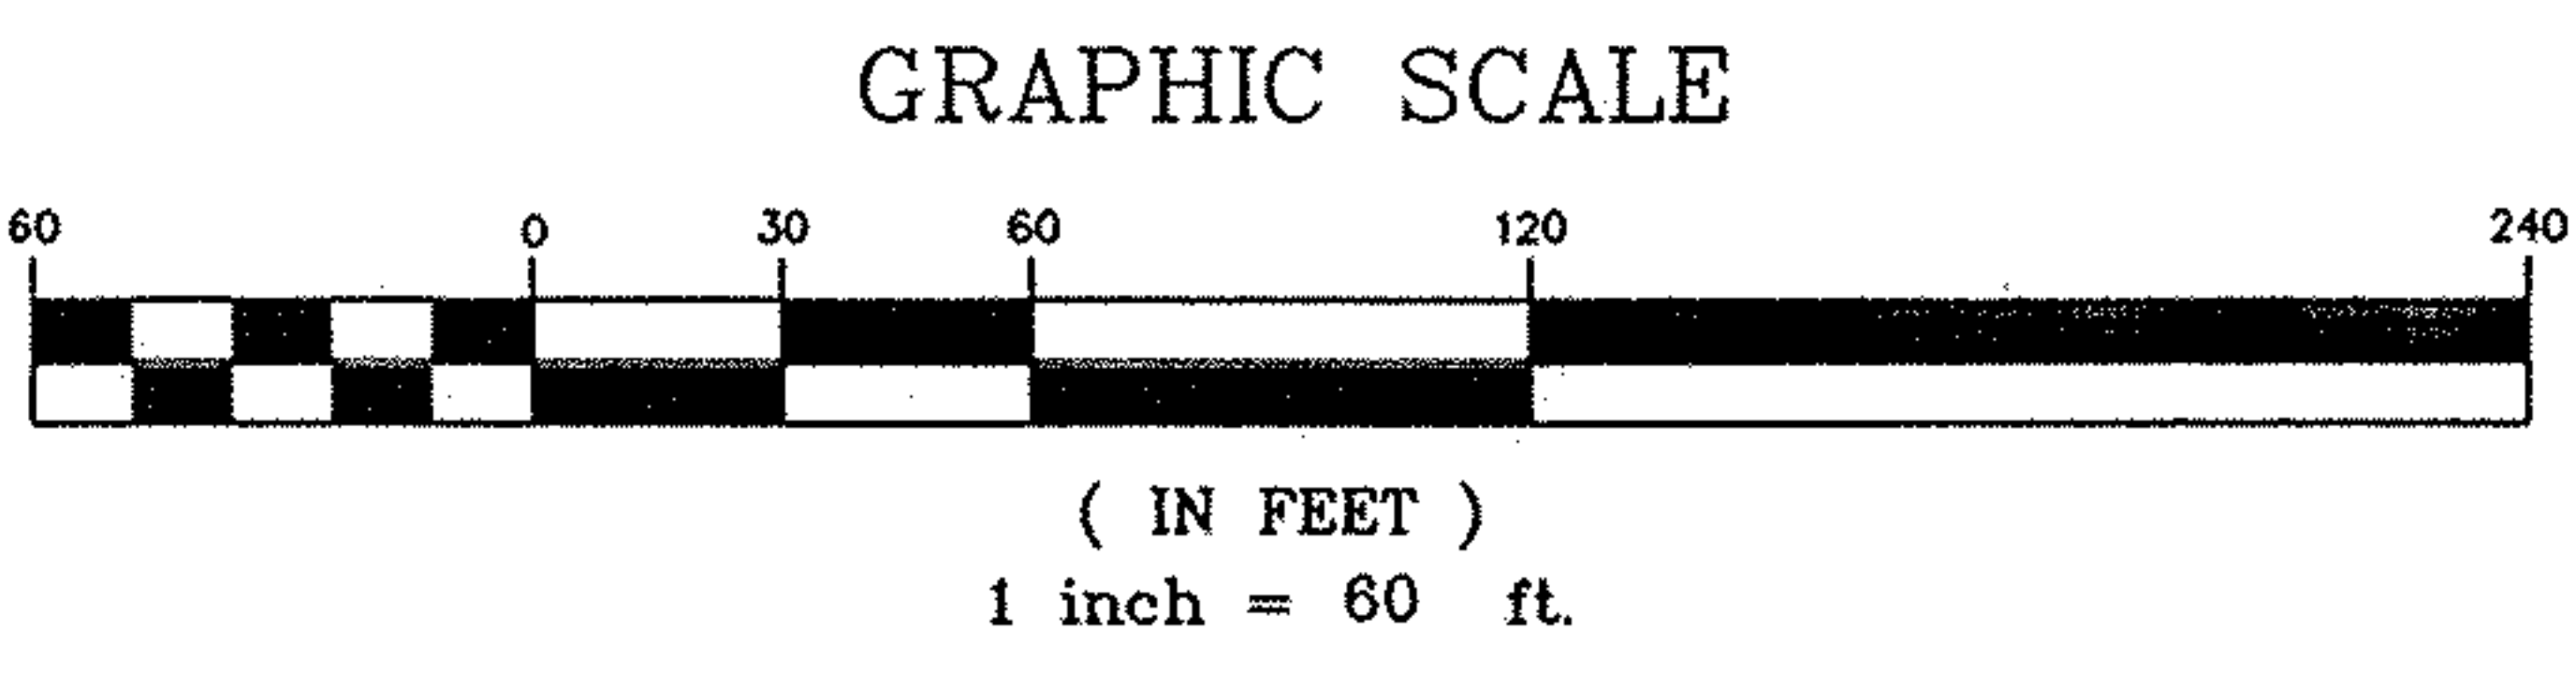 GRAPHIC SCALE
60 0 30 60 120 240
( IN FEET )
1 inch = 60 ft.